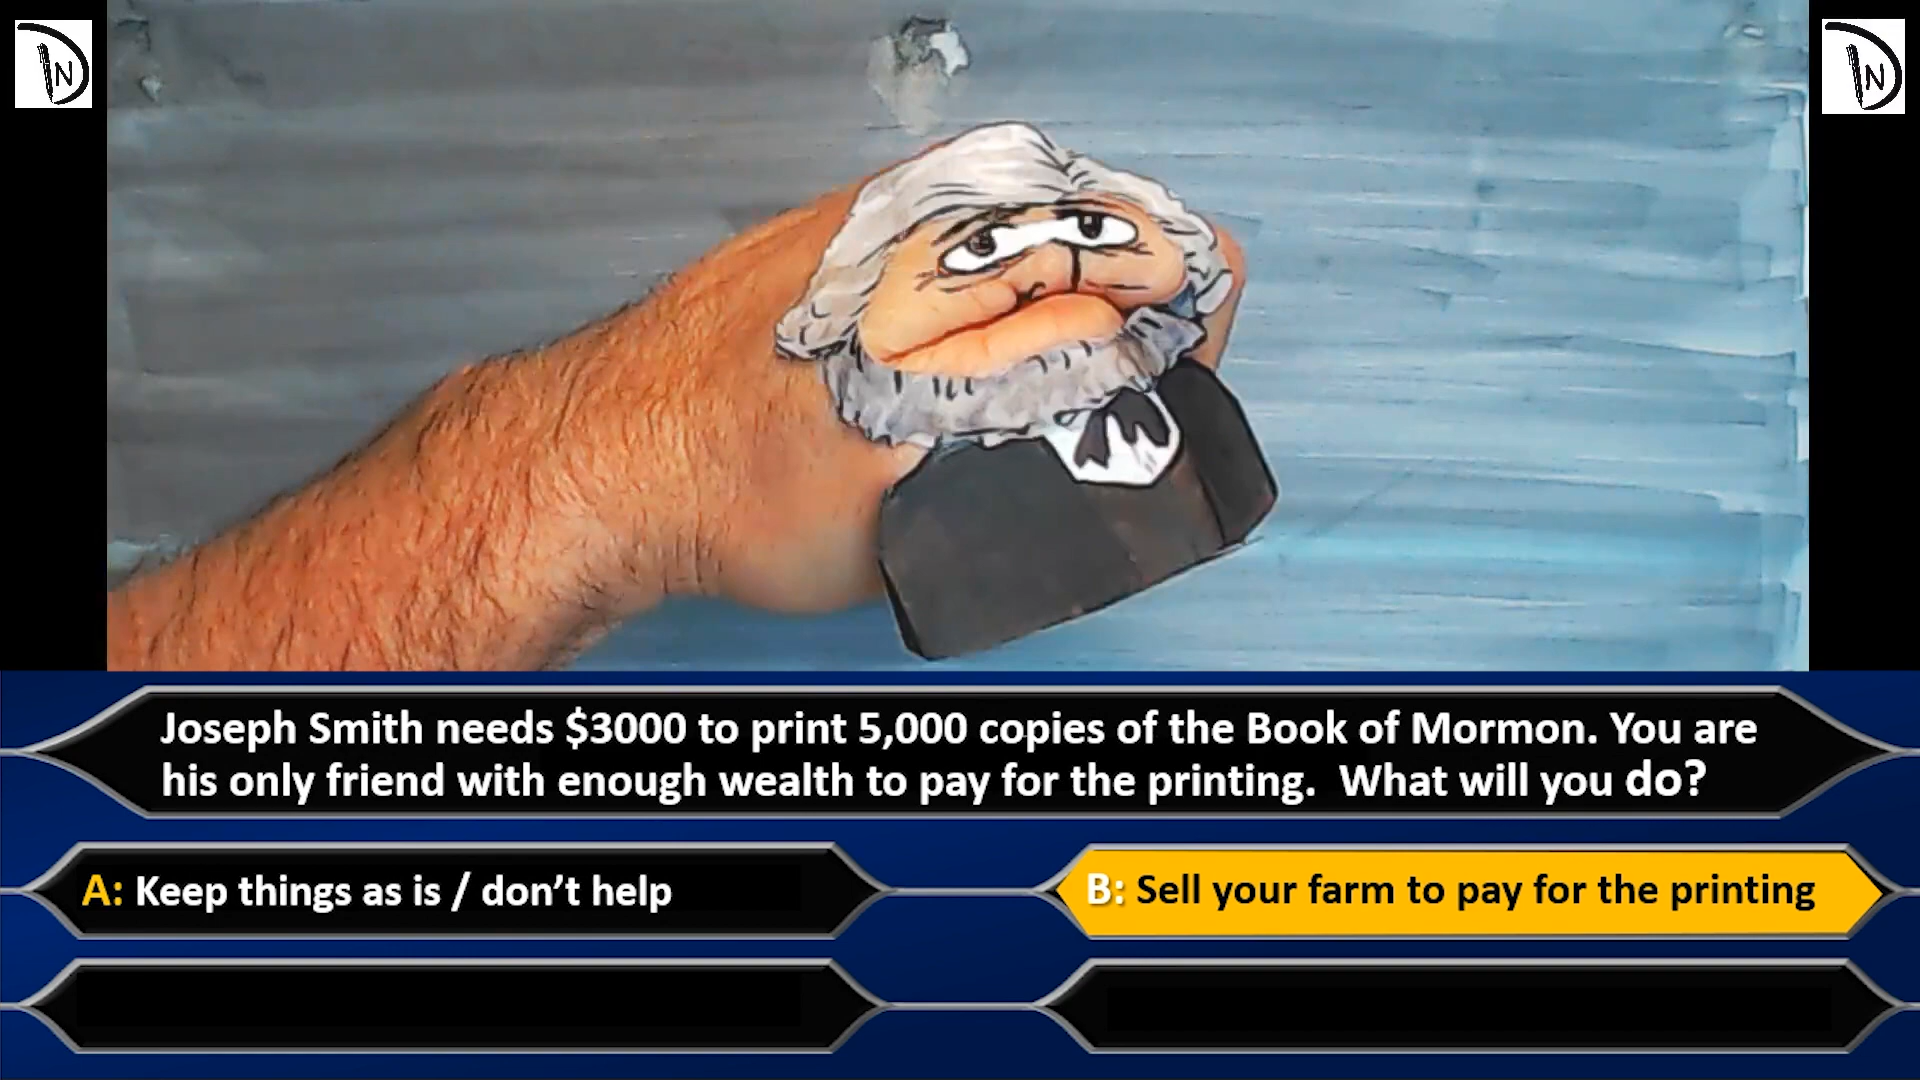 N
N
Joseph Smith needs $3000 to print 5,000 copies of the Book of Mormon. You are
his only friend with enough wealth to pay for the printing. What will you do?
A: Keep things as is / don’t help
B: Sell your farm to pay for the printing